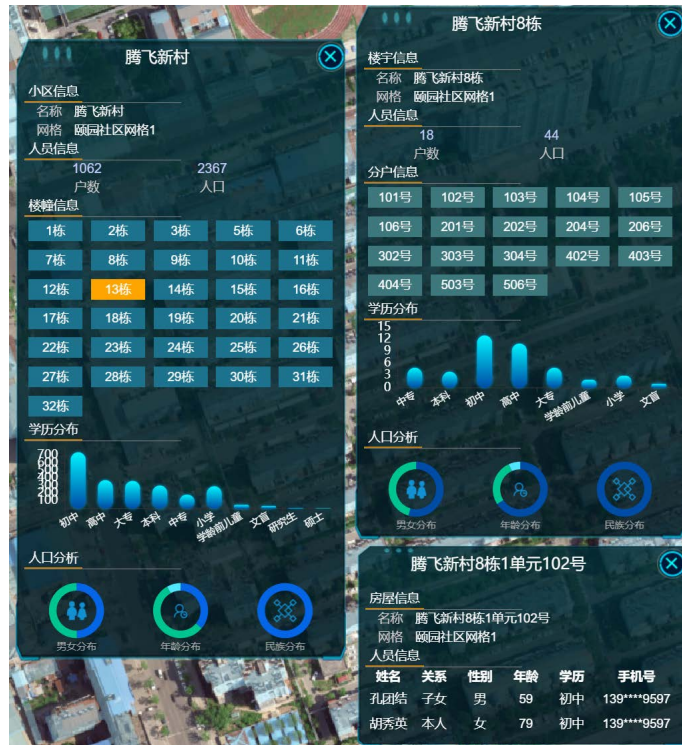 腾飞新村
小区信息
名称 腾飞新村
网格 颐园社区网格1
人员信息
1062 2367
户数 人口
楼幢信息
1栋 2栋 3栋 5栋 6栋
7栋 8栋 9栋 10栋 11栋
12栋 13栋 14栋 15栋 16栋
17栋 18栋 19栋 20栋 21栋
22栋 23栋 24栋 25栋 26栋
27栋 28栋 29栋 30栋 31栋
32栋
学历分布
700
600
500
400
300
200
100
初中 高中 大专 本科 中专 小学 学龄前儿童 文盲 研究生 硕士
人口分析
男女分布 年龄分布 民族分布
腾飞新村8栋
楼宇信息
名称 腾飞新村8栋
网格 颐园社区网格1
人员信息
18 44
户数 人口
分户信息
101号 102号 103号 104号 105号
106号 201号 202号 204号 206号
302号 303号 304号 402号 403号
404号 503号 506号
学历分布
15
12
9
6
3
0
中专 本科 初中 高中 大专 学龄前儿童 小学 文盲
人口分析
男女分布 年龄分布 民族分布
腾飞新村8栋1单元102号
房屋信息
名称 腾飞新村8栋1单元102号
网格 颐园社区网格1
人员信息
姓名 关系 性别 年龄 学历 手机号
孔团结 子女 男 59 初中 139****9597
胡秀英 本人 女 79 初中 139****9597